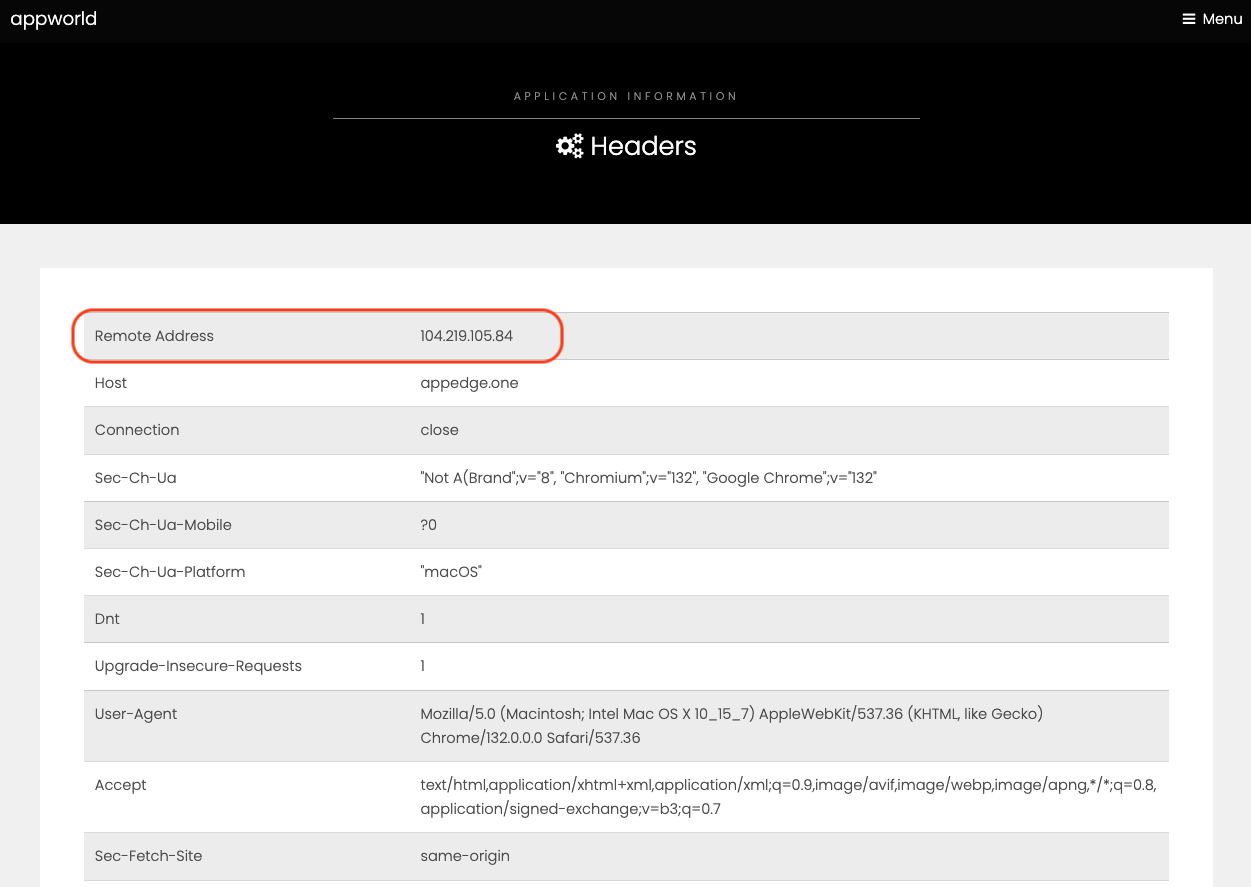 appworld
Menu
APPLICATION INFORMATION
Headers
Remote Address 104.219.105.84
Host appedge.one
Connection close
Sec-Ch-Ua "Not A(Brand";v="8", "Chromium";v="132", "Google Chrome";v="132"
Sec-Ch-Ua-Mobile ?0
Sec-Ch-Ua-Platform "macOS"
Dnt 1
Upgrade-Insecure-Requests 1
User-Agent Mozilla/5.0 (Macintosh; Intel Mac OS X 10_15_7) AppleWebKit/537.36 (KHTML, like Gecko)
Chrome/132.0.0.0 Safari/537.36
Accept text/html,application/xhtml+xml,application/xml;q=0.9,image/avif,image/webp,image/apng,*/*;q=0.8,
application/signed-exchange;v=b3;q=0.7
Sec-Fetch-Site same-origin